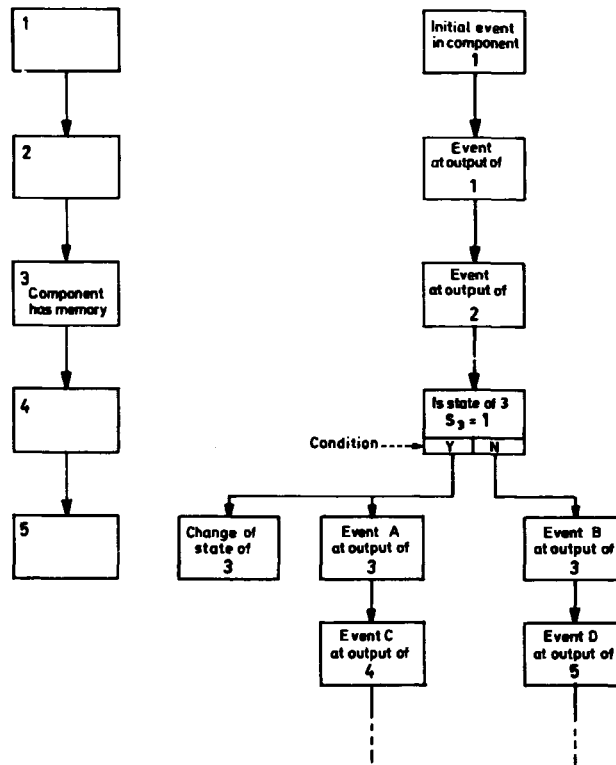 1
2
3
Component
has memory
4
5
Initial event
in component
1
Event
at output of
1
Event
at output of
2
Is state of 3
S₃ = 1
Condition
Y N
Change of
state of
3
Event A
at output of
3
Event B
at output of
3
Event C
at output of
4
Event D
at output of
5